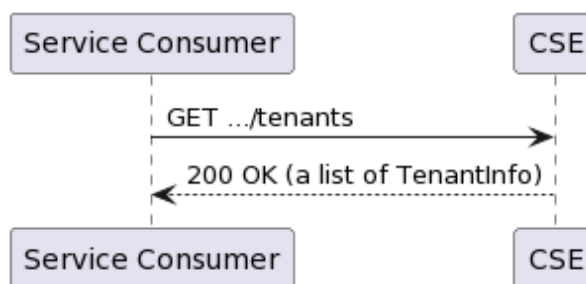 Service Consumer
CSE
GET .../tenants
200 OK (a list of TenantInfo)
Service Consumer
CSE